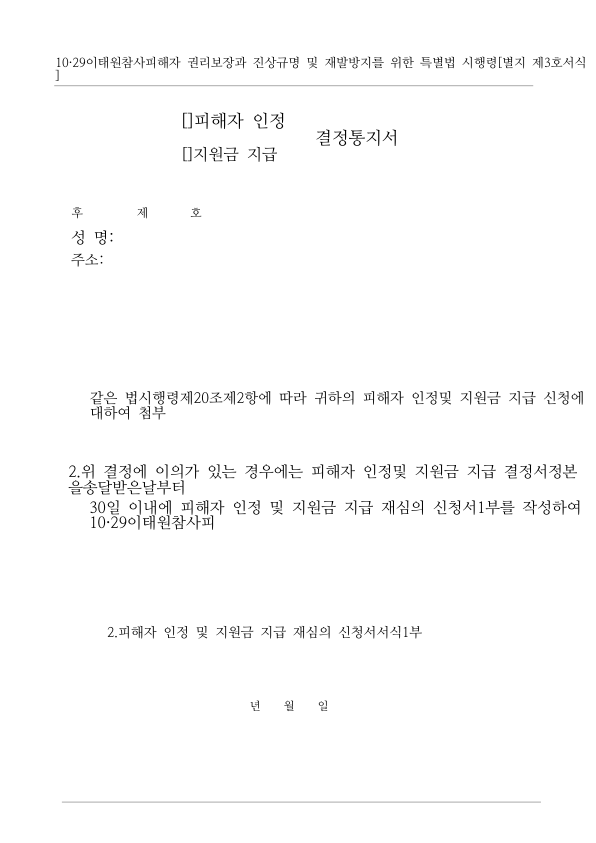 10·29이태원참사피해자 권리보장과 진상규명 및 재발방지를 위한 특별법 시행령[별지 제3호서식
]
[]피해자 인정
결정통지서
[]지원금 지급
후 제 호
성 명:
주소:
같은 법시행령제20조제2항에 따라 귀하의 피해자 인정및 지원금 지급 신청에
대하여 첨부
2.위 결졍에 이의가 있는 경우에는 피해자 인정및 지원금 지급 결정서정본
을송달받은날부터
30일 이내에 피해자 인정 및 지원금 지급 재심의 신청서1부를 작성하여
10·29이태원참사피
2.피해자 인정 및 지원금 지급 재심의 신청서서식1부
년 월 일